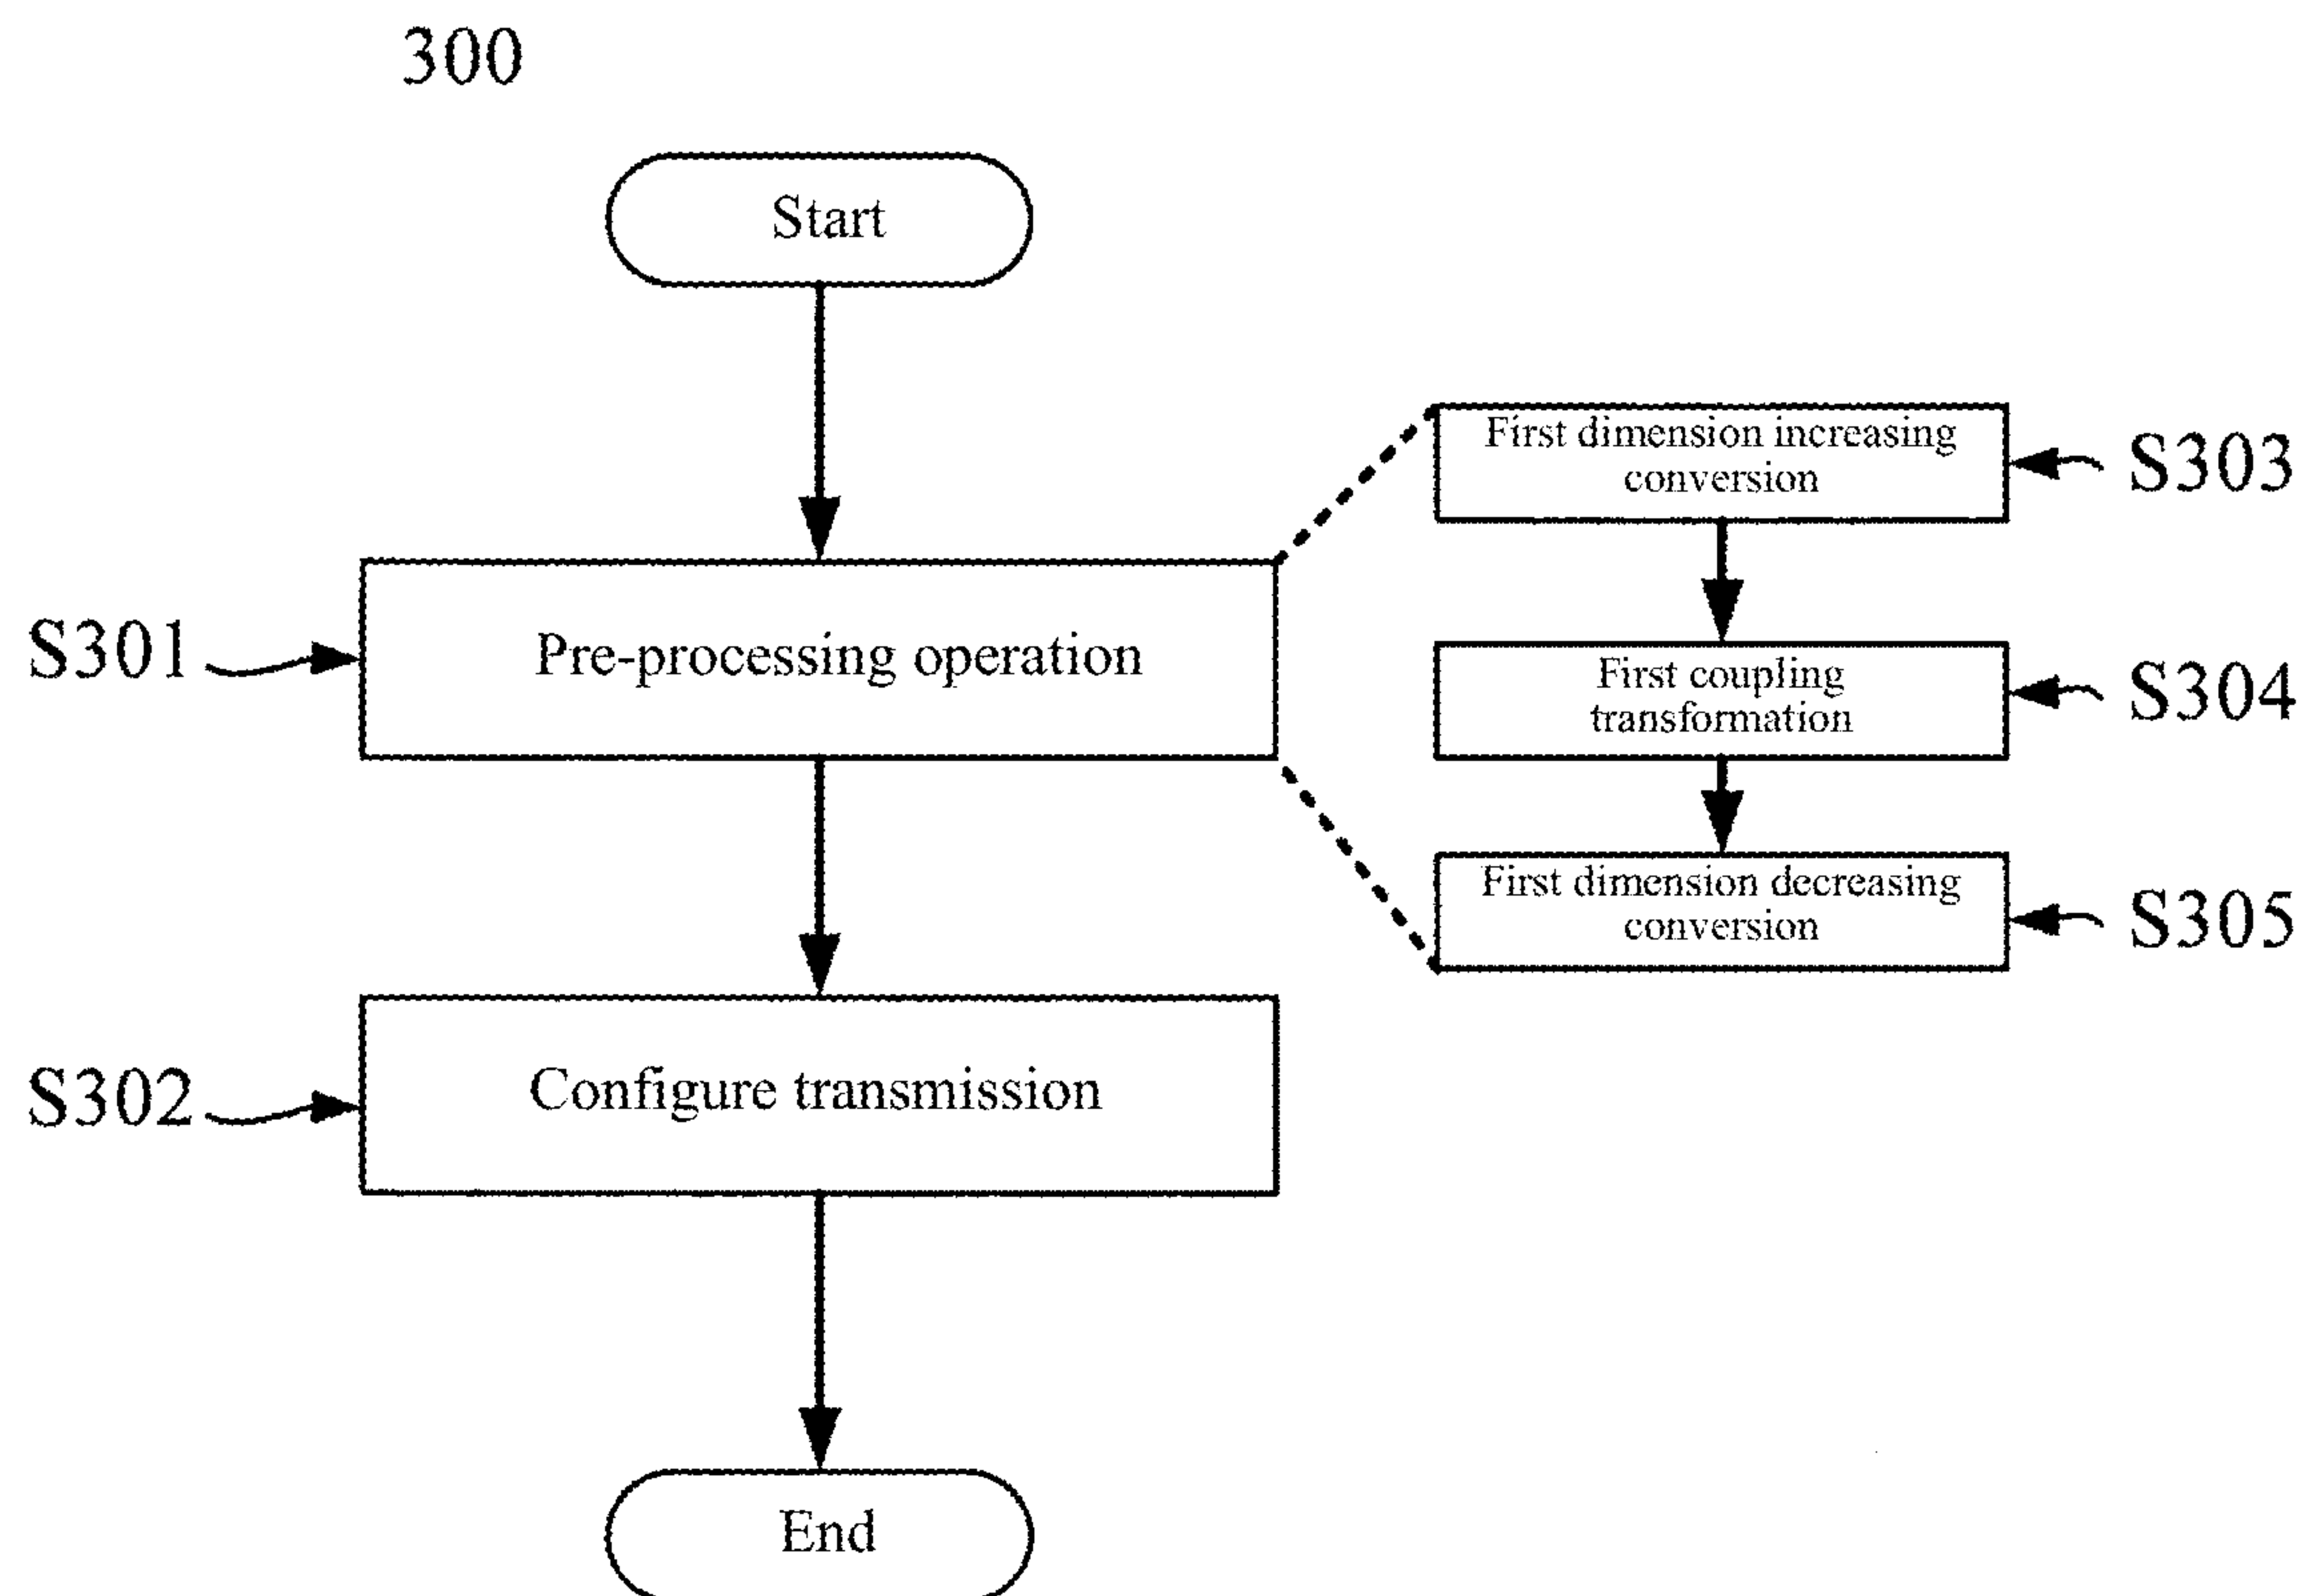 300
Start
First dimension increasing
conversion
S303
S301
Pre-processing operation
First coupling
transformation
S304
First dimension decreasing
conversion
S305
S302
Configure transmission
End